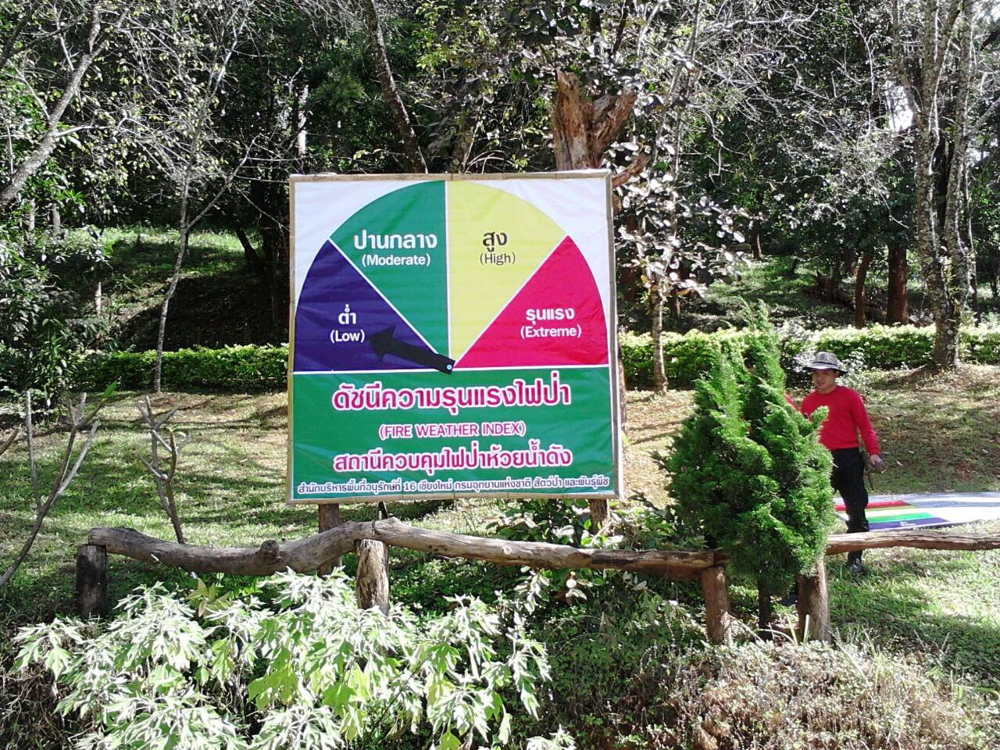 ปานกลาง
(Moderate)
สูง
(High)
ต่ำ
(Low)
รุนแรง
(Extreme)
ดัชนีความรุนแรงไฟป่า
(FIRE WEATHER INDEX)
สถานีควบคุมไฟป่าห้วยน้ำดัง
สำนักบริหารพื้นที่อนุรักษ์ที่ 16 เชียงใหม่ กรมอุทยานแห่งชาติ สัตว์ป่า และพันธุ์พืช